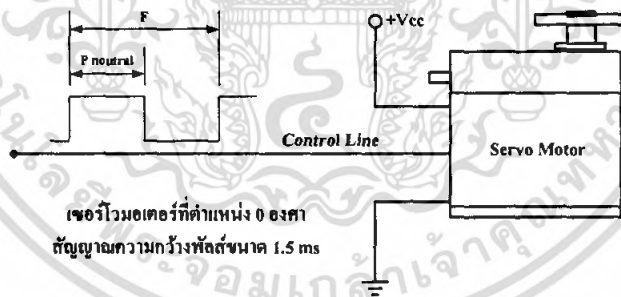 F
+Vcc
P noutral
Control Line
Servo Motor
เซอร์โวมอเตอร์ที่ตำแหน่ง 0 องศา
สัญญาณความกว้างพัลส์ขนาด 1.5 ms